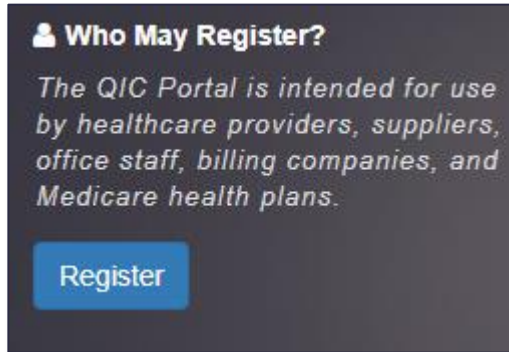 Who May Register?
The QIC Portal is intended for use
by healthcare providers, suppliers,
office staff, billing companies, and
Medicare health plans.
Register